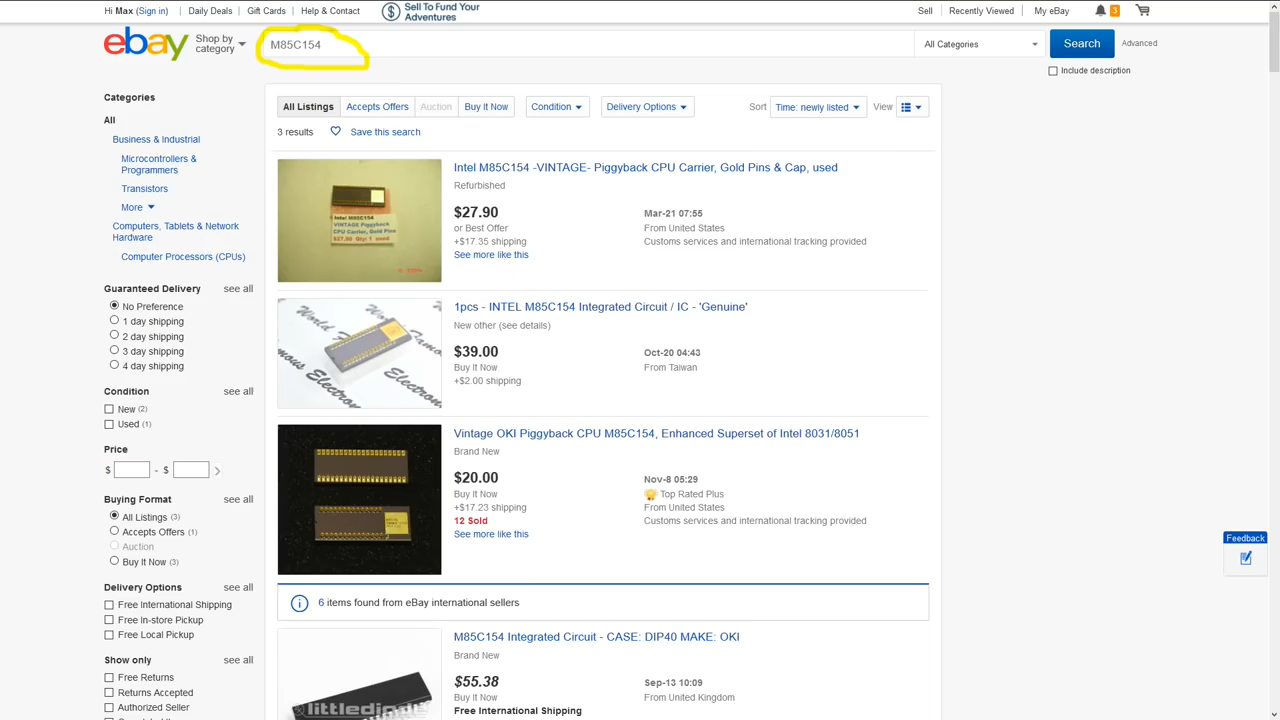 Hi Max (Sign in) Daily Deals Gift Cards Help & Contact Sell To Fund Your Adventures Sell Recently Viewed My eBay 3
ebay Shop by category M85C154 All Categories Search Advanced
Include description
Categories
All
Business & Industrial
Microcontrollers & Programmers
Transistors
More
Computers, Tablets & Network Hardware
Computer Processors (CPUs)
Guaranteed Delivery see all
No Preference
1 day shipping
2 day shipping
3 day shipping
4 day shipping
Condition see all
New (2)
Used (1)
Price
$ - $
Buying Format see all
All Listings (3)
Accepts Offers (1)
Auction
Buy It Now (3)
Delivery Options see all
Free International Shipping
Free In-store Pickup
Free Local Pickup
Show only see all
Free Returns
Returns Accepted
Authorized Seller
All Listings Accepts Offers Auction Buy It Now Condition Delivery Options Sort Time: newly listed View
3 results Save this search
Intel M85C154
VINTAGE Piggyback
CPU Carrier, Gold Pins
$27.90 Qty: 1 used
Intel M85C154 -VINTAGE- Piggyback CPU Carrier, Gold Pins & Cap, used
Refurbished
$27.90 Mar-21 07:55
or Best Offer From United States
+$17.35 shipping Customs services and international tracking provided
See more like this
1pcs - INTEL M85C154 Integrated Circuit / IC - 'Genuine'
New other (see details)
$39.00 Oct-20 04:43
Buy It Now From Taiwan
+$2.00 shipping
Vintage OKI Piggyback CPU M85C154, Enhanced Superset of Intel 8031/8051
Brand New
$20.00 Nov-8 05:29
Buy It Now Top Rated Plus
+$17.23 shipping From United States
12 Sold Customs services and international tracking provided
See more like this
6 items found from eBay international sellers
M85C154 Integrated Circuit - CASE: DIP40 MAKE: OKI
Brand New
$55.38 Sep-13 10:09
Buy It Now From United Kingdom
Free International Shipping
Feedback